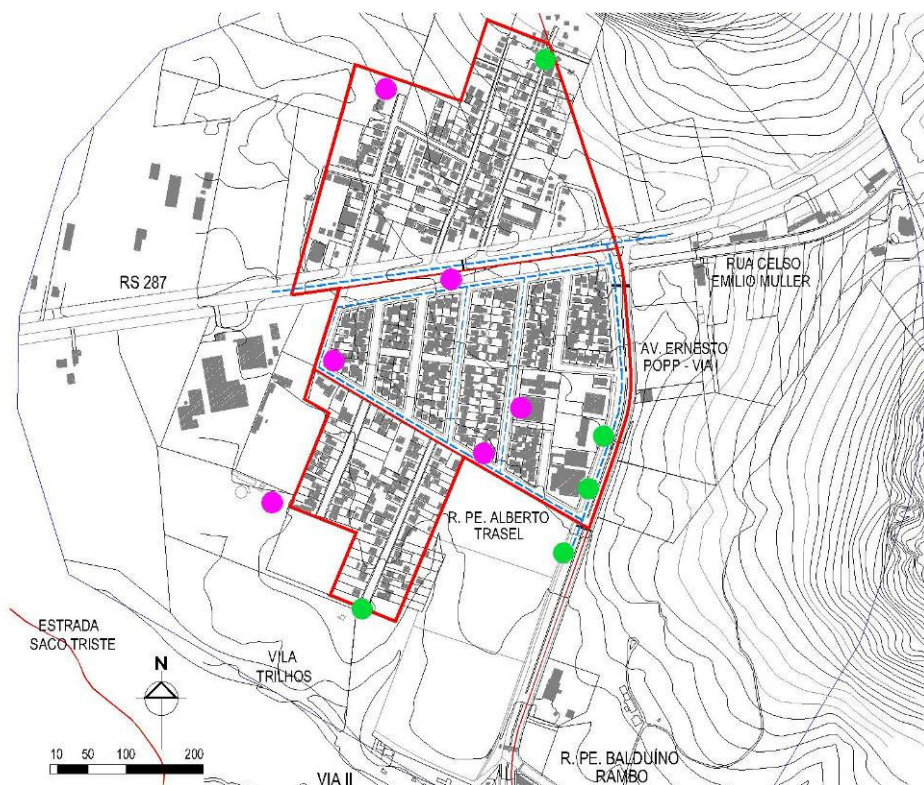 RS 287
RUA CELSO
EMILIO MULLER
AV. ERNESTO
POPP - VIA I
R. PE. ALBERTO
TRASEL
ESTRADA
SACO TRISTE
VILA
TRILHOS
N
10 50 100 200
VIA II
R. PE. BALDUÍNO
RAMBO